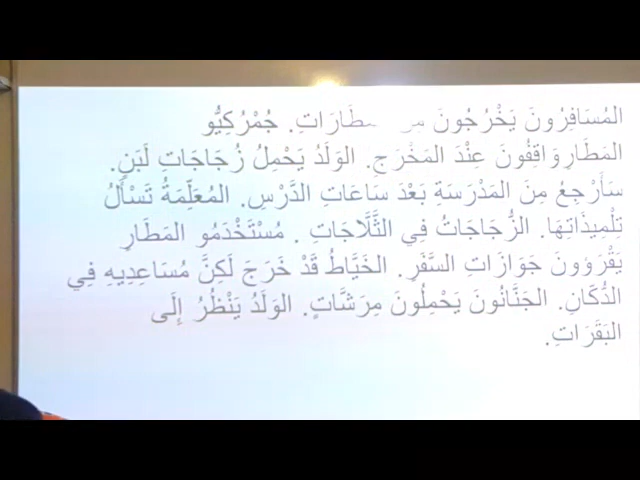 المُسَافِرُونَ يَخْرُجُونَ مِن مَطَارَاتِ. جُمْرُكِيُّو
المَطَارِ وَاقِفُونَ عِنْدَ المَخْرَجِ. الوَلَدُ يَحْمِلُ زُجَاجَاتِ لَبَنٍ.
سَأَرْجِعُ مِنَ المَدْرَسَةِ بَعْدَ سَاعَاتِ الدَّرْسِ. المُعَلِّمَةُ تَسْأَلُ
تِلْمِيذَاتِهَا. الزُّجَاجَاتُ فِي الثَّلَّاجَاتِ . مُسْتَخْدَمُو المَطَارِ
يَقْرَؤونَ جَوَازَاتِ السَّفَرِ. الخَيَّاطُ قَدْ خَرَجَ لَكِنَّ مُسَاعِدِيهِ فِي
الدُّكَانِ. الجَنَّانُونَ يَحْمِلُونَ مِرَشَّاتٍ. الوَلَدُ يَنْظُرُ إِلَى
البَقَرَاتِ.